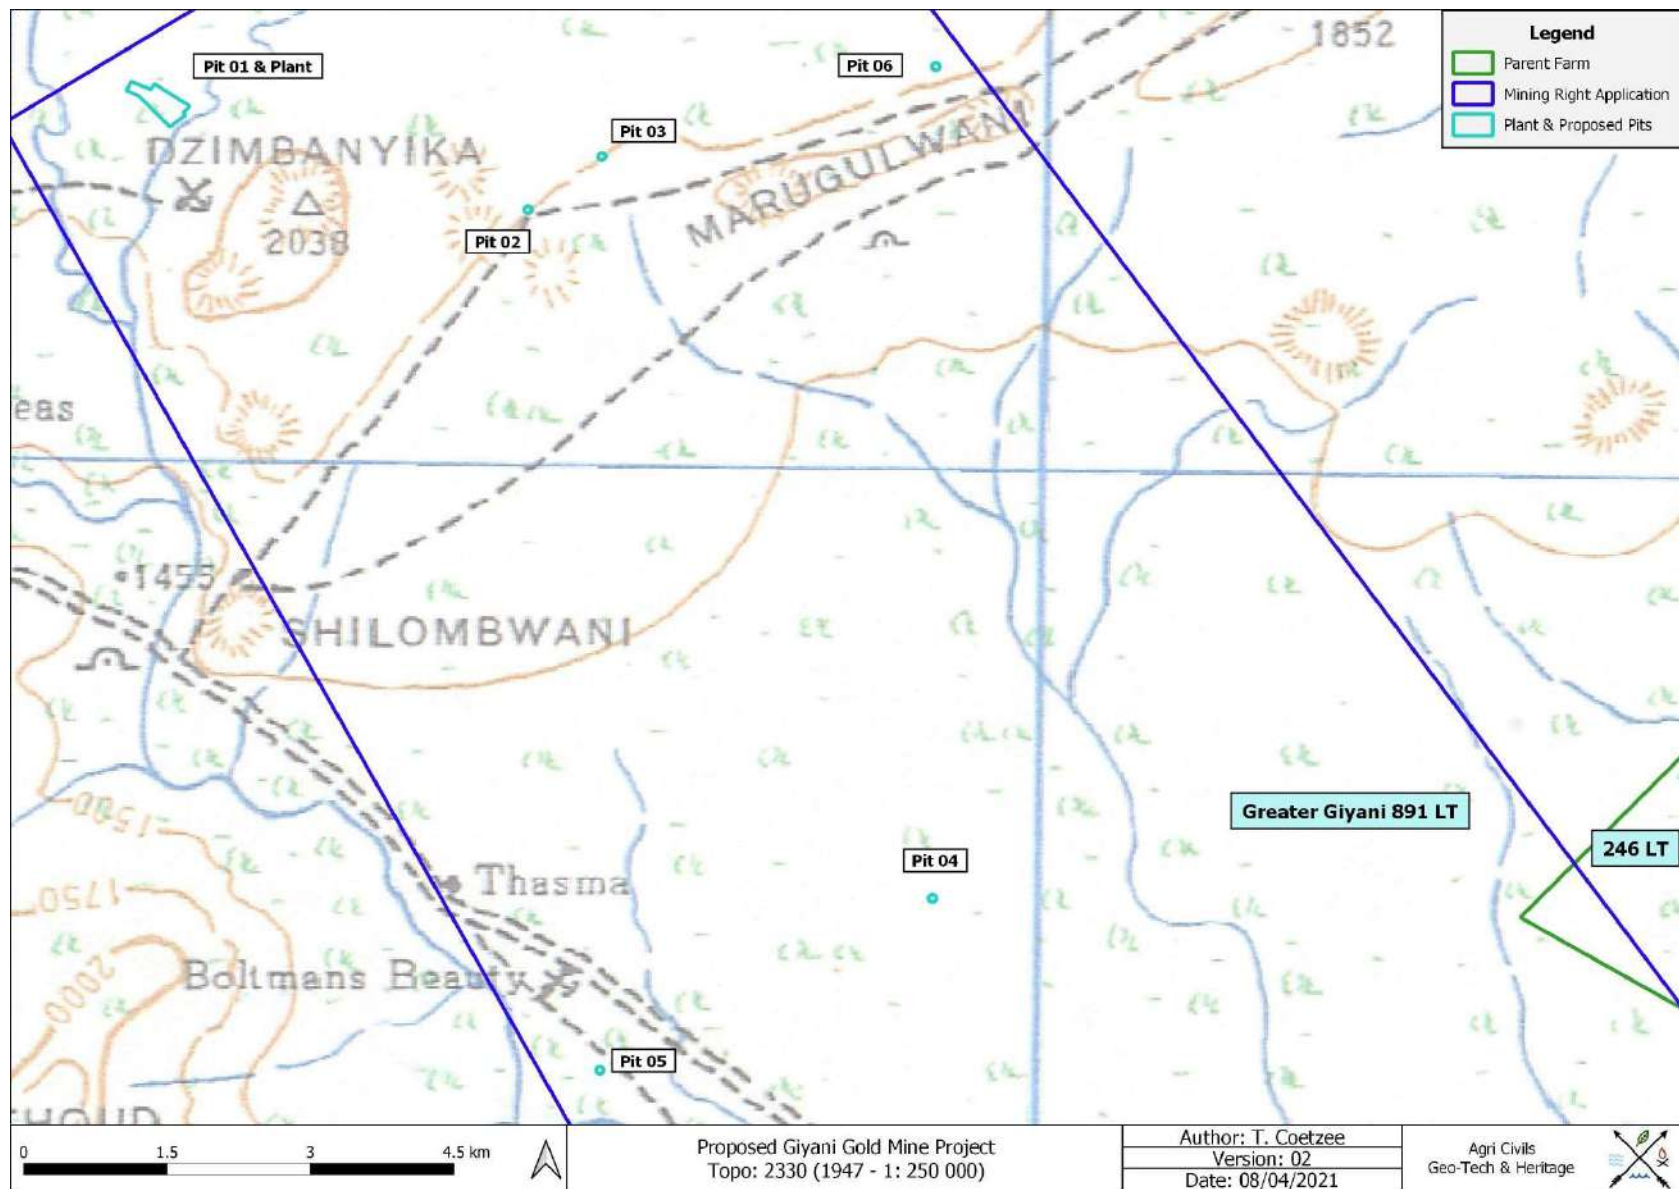 Pit 01 & Plant
Pit 06
1852
Legend
Parent Farm
Mining Right Application
Plant & Proposed Pits
Pit 03
DZIMBANYIKA
MARUGULWANI
2038
Pit 02
eas
1455
SHILOMBWANI
1500
Greater Giyani 891 LT
246 LT
Pit 04
Thasma
1750
Boltmans Beauty
2000
Pit 05
HOUD
0 1.5 3 4.5 km
Proposed Giyani Gold Mine Project
Topo: 2330 (1947 - 1: 250 000)
Author: T. Coetzee
Version: 02
Date: 08/04/2021
Agri Civils
Geo-Tech & Heritage